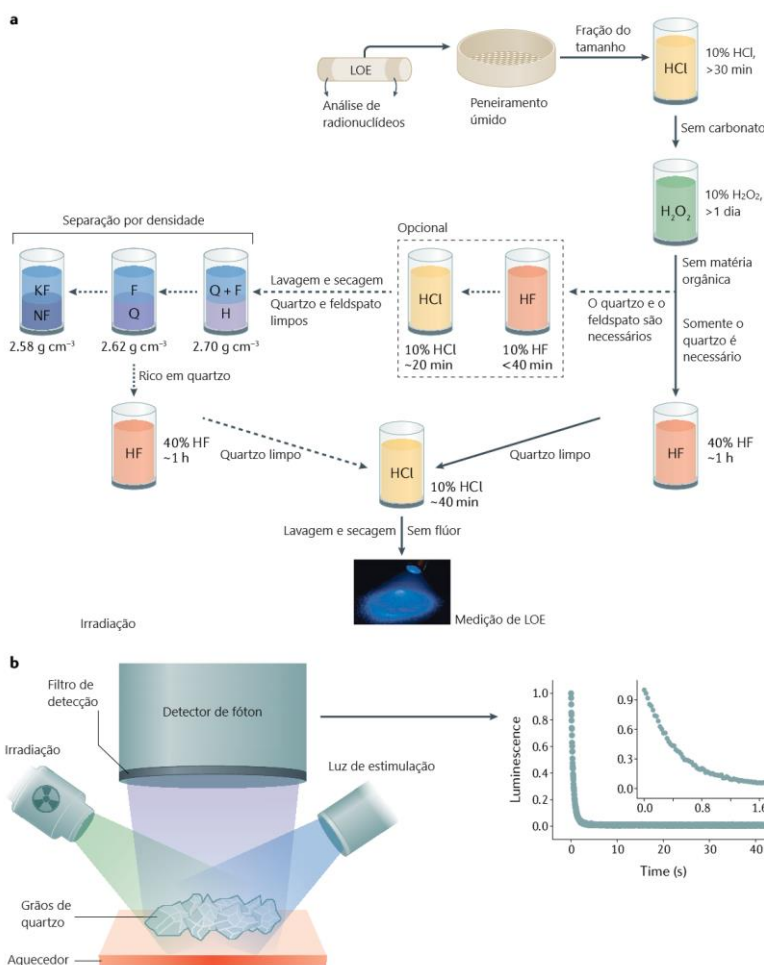 a
LOE
Análise de
radionuclídeos
Peneiramento
úmido
Fração do
tamanho
HCl
10% HCl,
>30 min
Sem carbonato
H₂O₂
10% H₂O₂,
>1 dia
Sem matéria
orgânica
O quartzo e o
feldspato são
necessários
Somente o
quartzo é
necessário
Opcional
HCl
10% HCl
~20 min
HF
10% HF
<40 min
Lavagem e secagem
Quartzo e feldspato
limpos
Separação por densidade
KF
NF
2.58 g cm⁻³
F
Q
2.62 g cm⁻³
Q + F
H
2.70 g cm⁻³
Rico em quartzo
HF
40% HF
~1 h
Quartzo limpo
HCl
10% HCl
~40 min
Quartzo limpo
HF
40% HF
~1 h
Lavagem e secagem
Sem flúor
Medição de LOE
Irradiação
b
Filtro de
detecção
Detector de fóton
Irradiação
Luz de estimulação
Grãos de
quartzo
Aquecedor
Luminescence
1.0
0.8
0.6
0.4
0.2
0.0
0
10
20
30
40
Time (s)
0.9
0.6
0.3
0.0
0.0
0.8
1.6